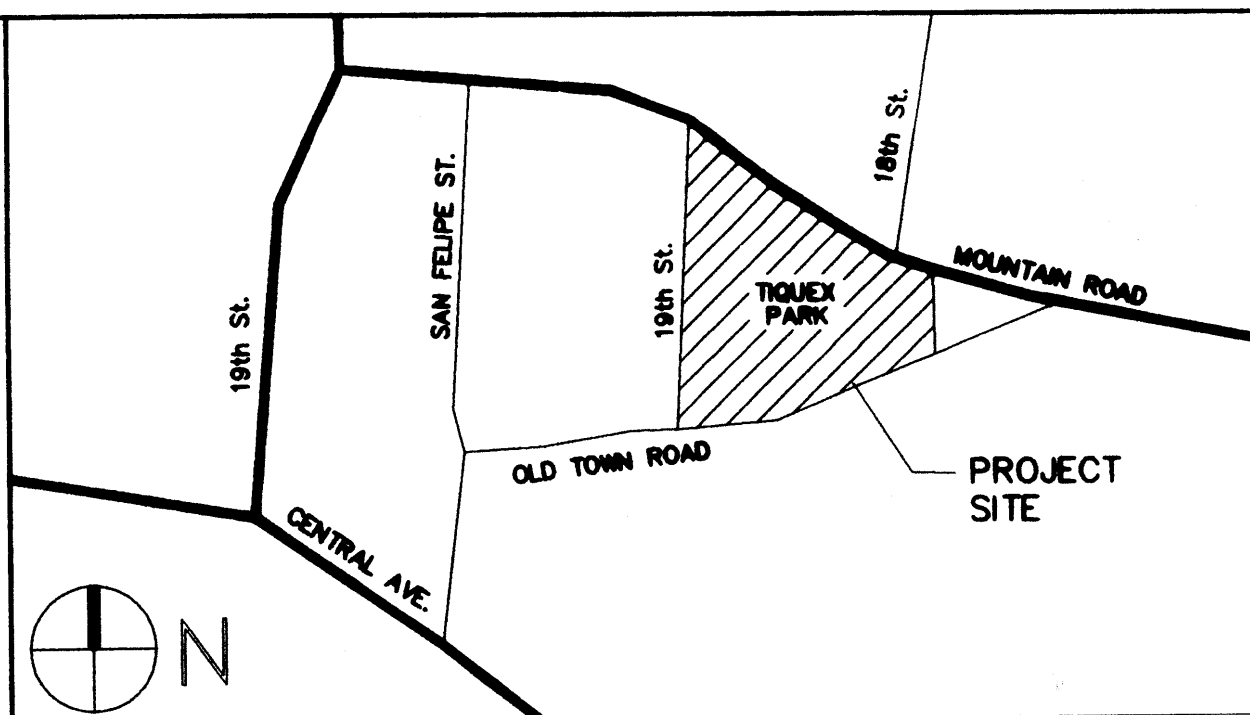 18th St.
SAN FELIPE ST.
MOUNTAIN ROAD
19th St.
TIQUEX
PARK
19th St.
OLD TOWN ROAD
PROJECT
SITE
CENTRAL AVE.
N